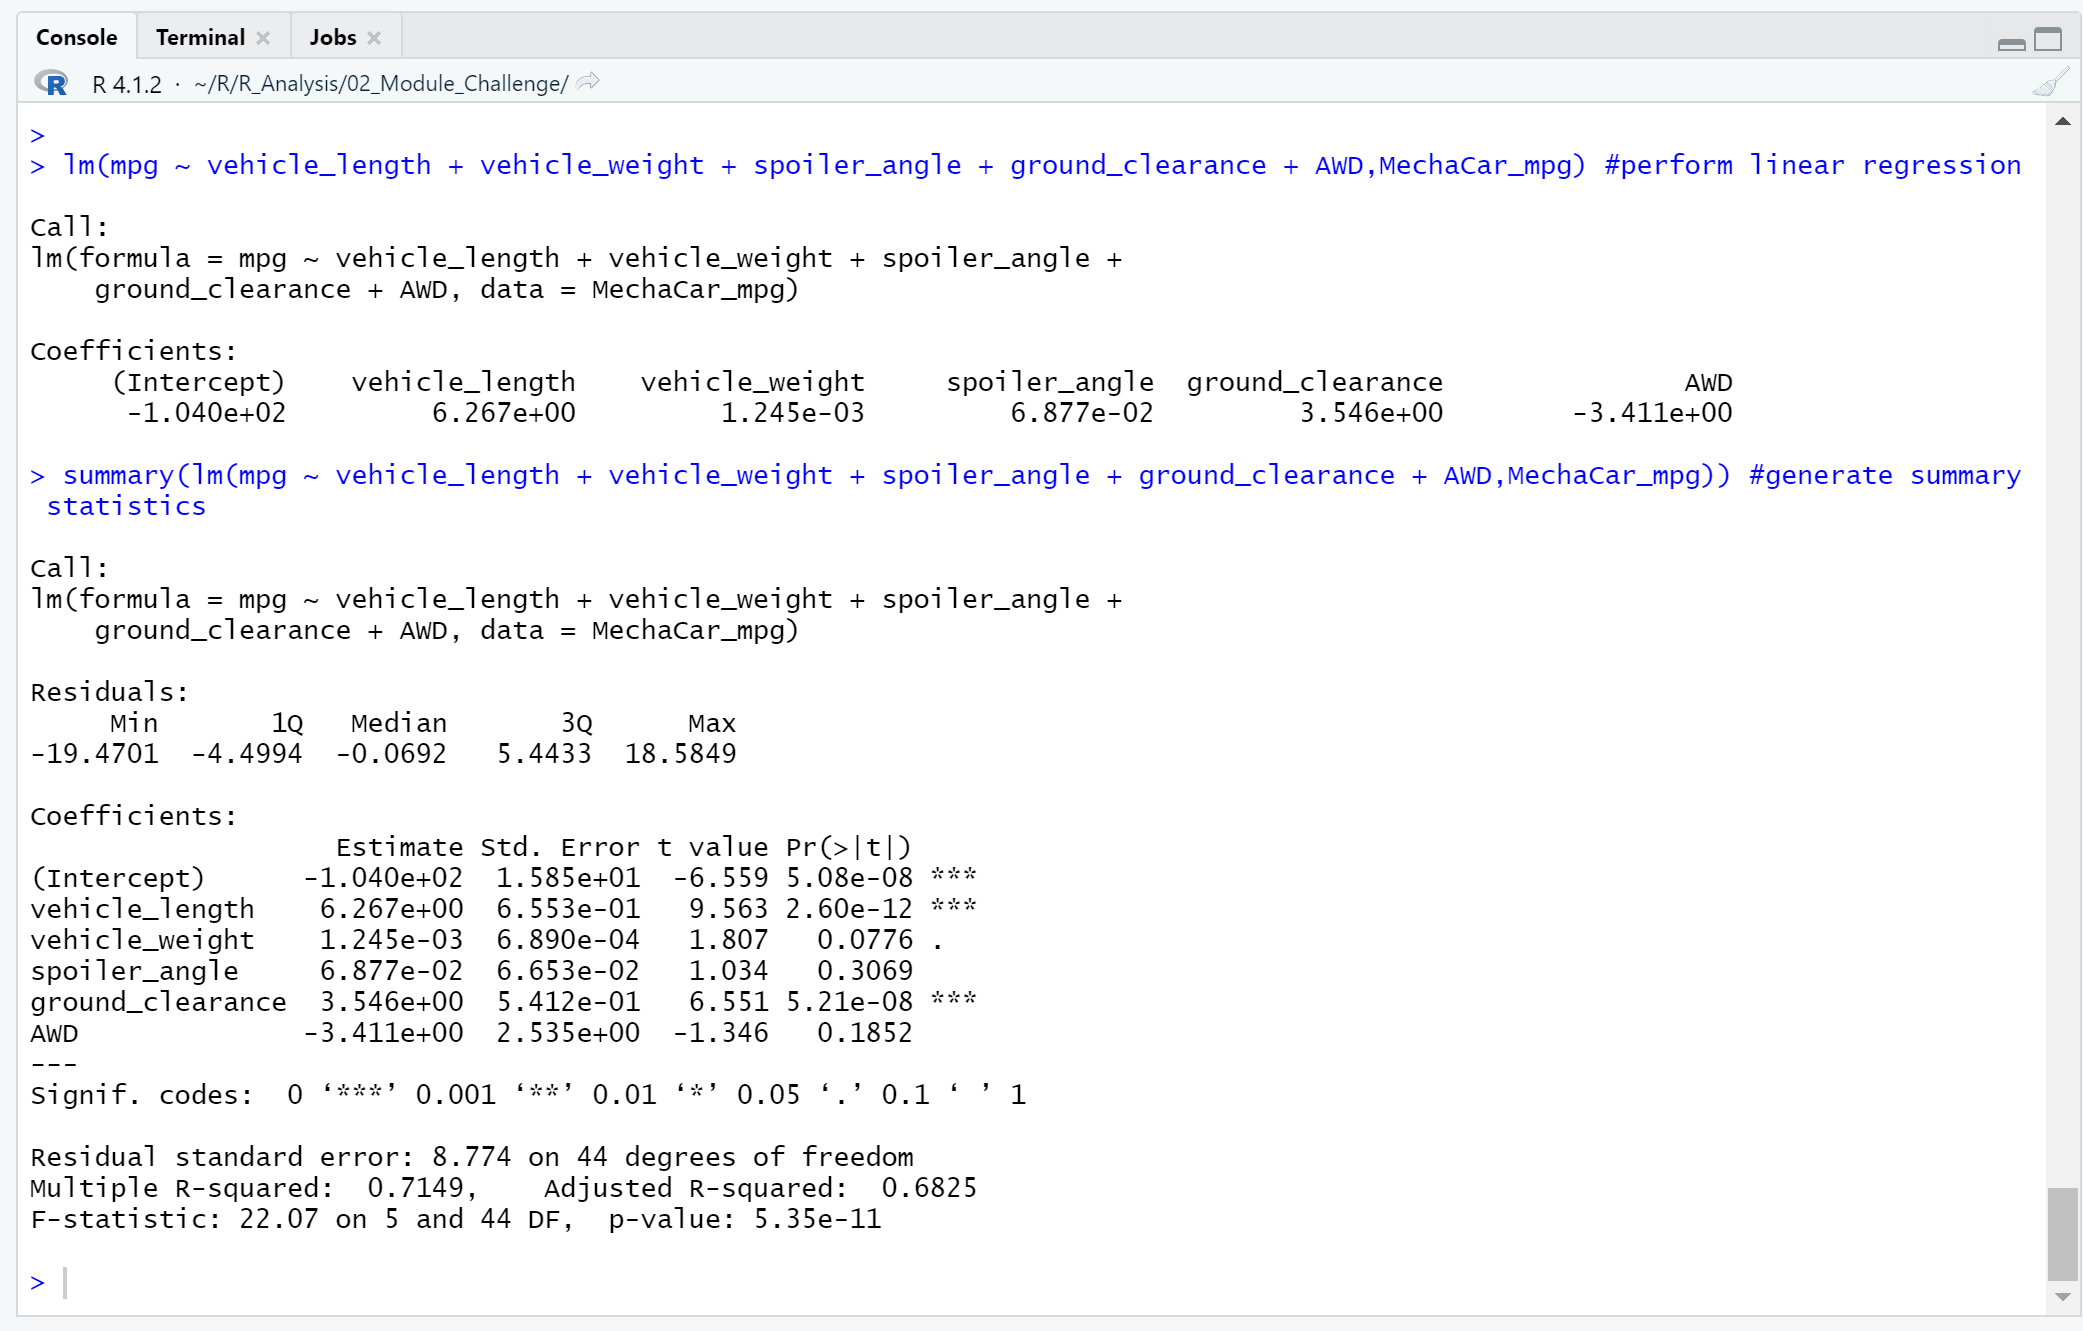 Console Terminal Jobs
R R 4.1.2 · ~/R/R_Analysis/02_Module_Challenge/
>
> lm(mpg ~ vehicle_length + vehicle_weight + spoiler_angle + ground_clearance + AWD,MechaCar_mpg) #perform linear regression
Call:
lm(formula = mpg ~ vehicle_length + vehicle_weight + spoiler_angle +
    ground_clearance + AWD, data = MechaCar_mpg)
Coefficients:
     (Intercept)    vehicle_length    vehicle_weight     spoiler_angle  ground_clearance               AWD
      -1.040e+02         6.267e+00         1.245e-03         6.877e-02         3.546e+00        -3.411e+00
> summary(lm(mpg ~ vehicle_length + vehicle_weight + spoiler_angle + ground_clearance + AWD,MechaCar_mpg)) #generate summary
 statistics
Call:
lm(formula = mpg ~ vehicle_length + vehicle_weight + spoiler_angle +
    ground_clearance + AWD, data = MechaCar_mpg)
Residuals:
     Min       1Q   Median       3Q      Max
-19.4701  -4.4994  -0.0692   5.4433  18.5849
Coefficients:
                   Estimate Std. Error t value Pr(>|t|)
(Intercept)      -1.040e+02  1.585e+01  -6.559 5.08e-08 ***
vehicle_length    6.267e+00  6.553e-01   9.563 2.60e-12 ***
vehicle_weight    1.245e-03  6.890e-04   1.807   0.0776 .
spoiler_angle     6.877e-02  6.653e-02   1.034   0.3069
ground_clearance  3.546e+00  5.412e-01   6.551 5.21e-08 ***
AWD              -3.411e+00  2.535e+00  -1.346   0.1852
---
Signif. codes:  0 ‘***’ 0.001 ‘**’ 0.01 ‘*’ 0.05 ‘.’ 0.1 ‘ ’ 1
Residual standard error: 8.774 on 44 degrees of freedom
Multiple R-squared:  0.7149,    Adjusted R-squared:  0.6825
F-statistic: 22.07 on 5 and 44 DF,  p-value: 5.35e-11
>